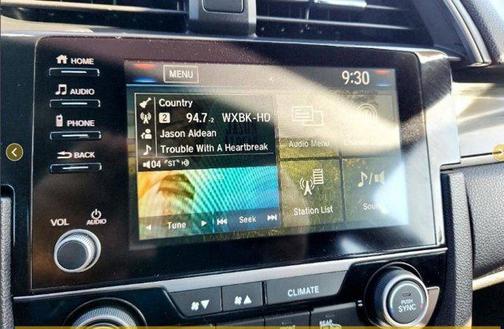 HOME
MENU
9:30
AUDIO
Country
2 94.7-2 WXBK-HD
PHONE
Jason Aldean
Audio Menu
Trouble With A Heartbreak
BACK
04 "ST"
VOL
AUDIO
Tune
Seek
Station List
CLIMATE
PUSH
SYNC
REAR